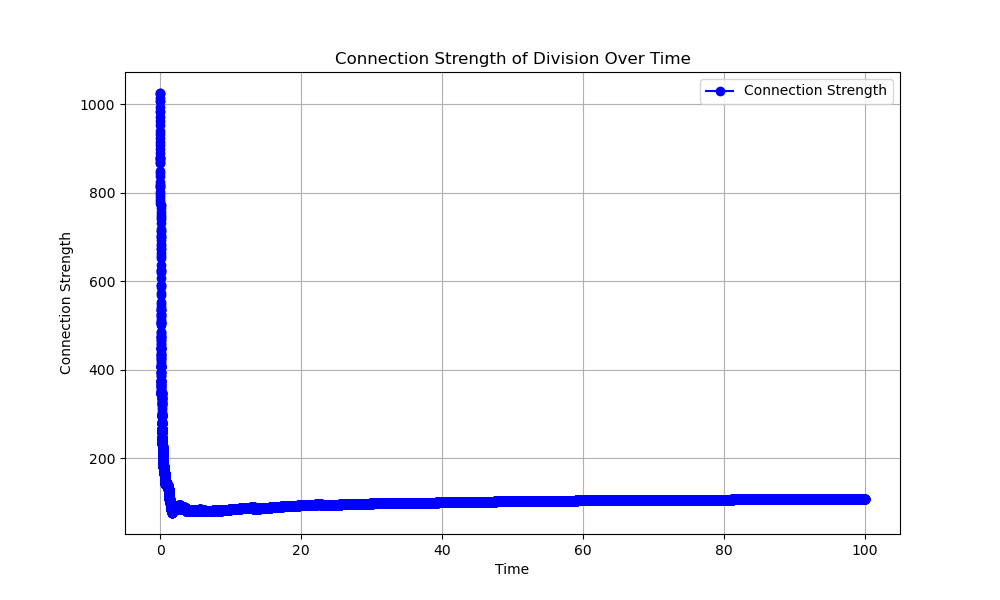 Connection Strength of Division Over Time
Connection Strength
1000
800
600
400
200
Connection Strength
0 20 40 60 80 100
Time